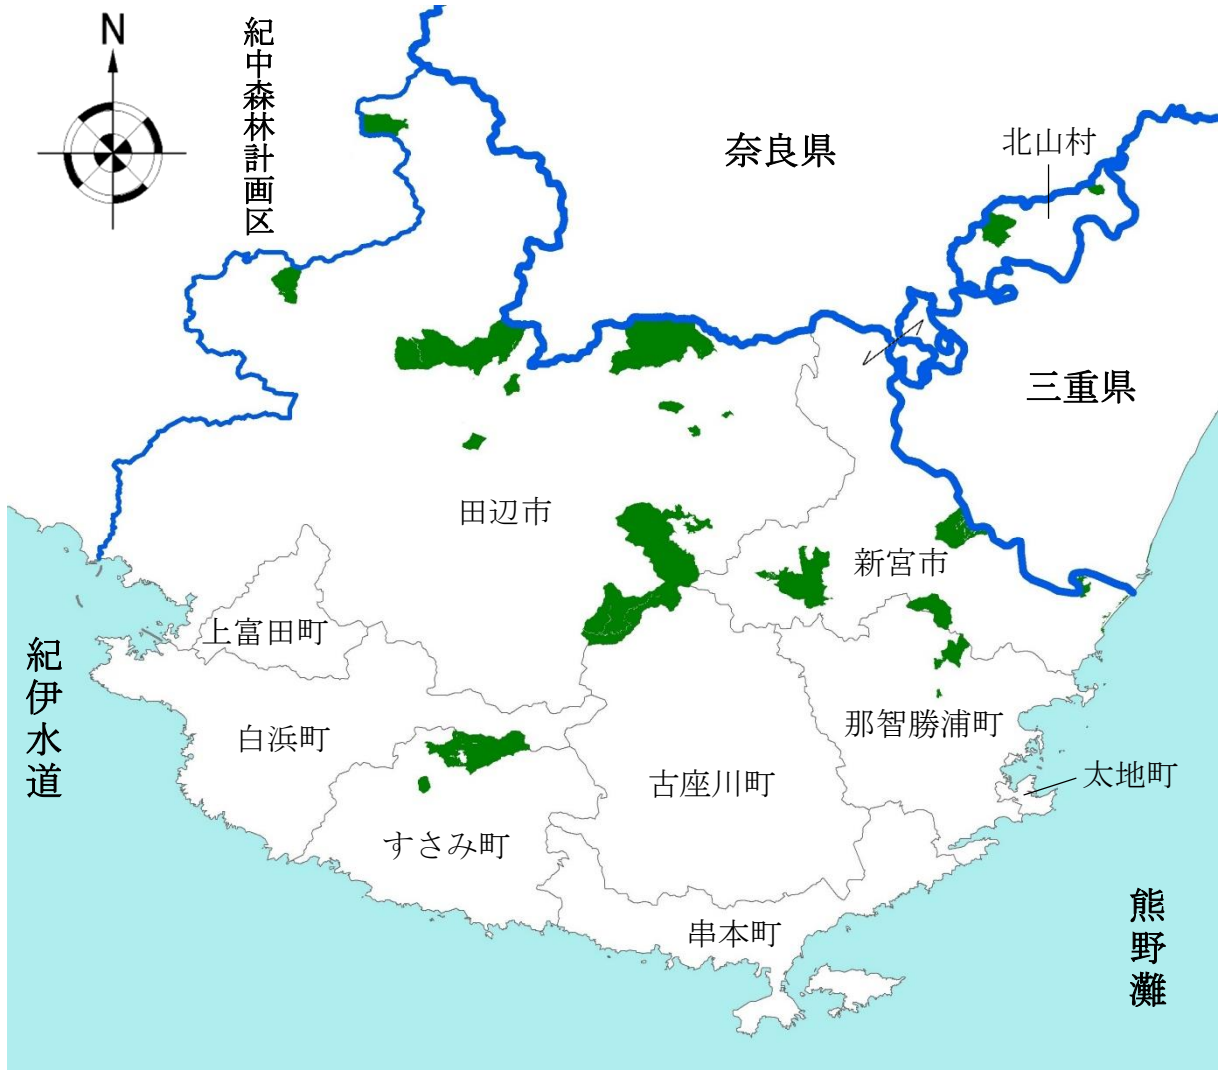 N
紀中森林計画区
奈良県
北山村
三重県
田辺市
新宮市
上富田町
紀伊水道
白浜町
那智勝浦町
古座川町
太地町
すさみ町
串本町
熊野灘